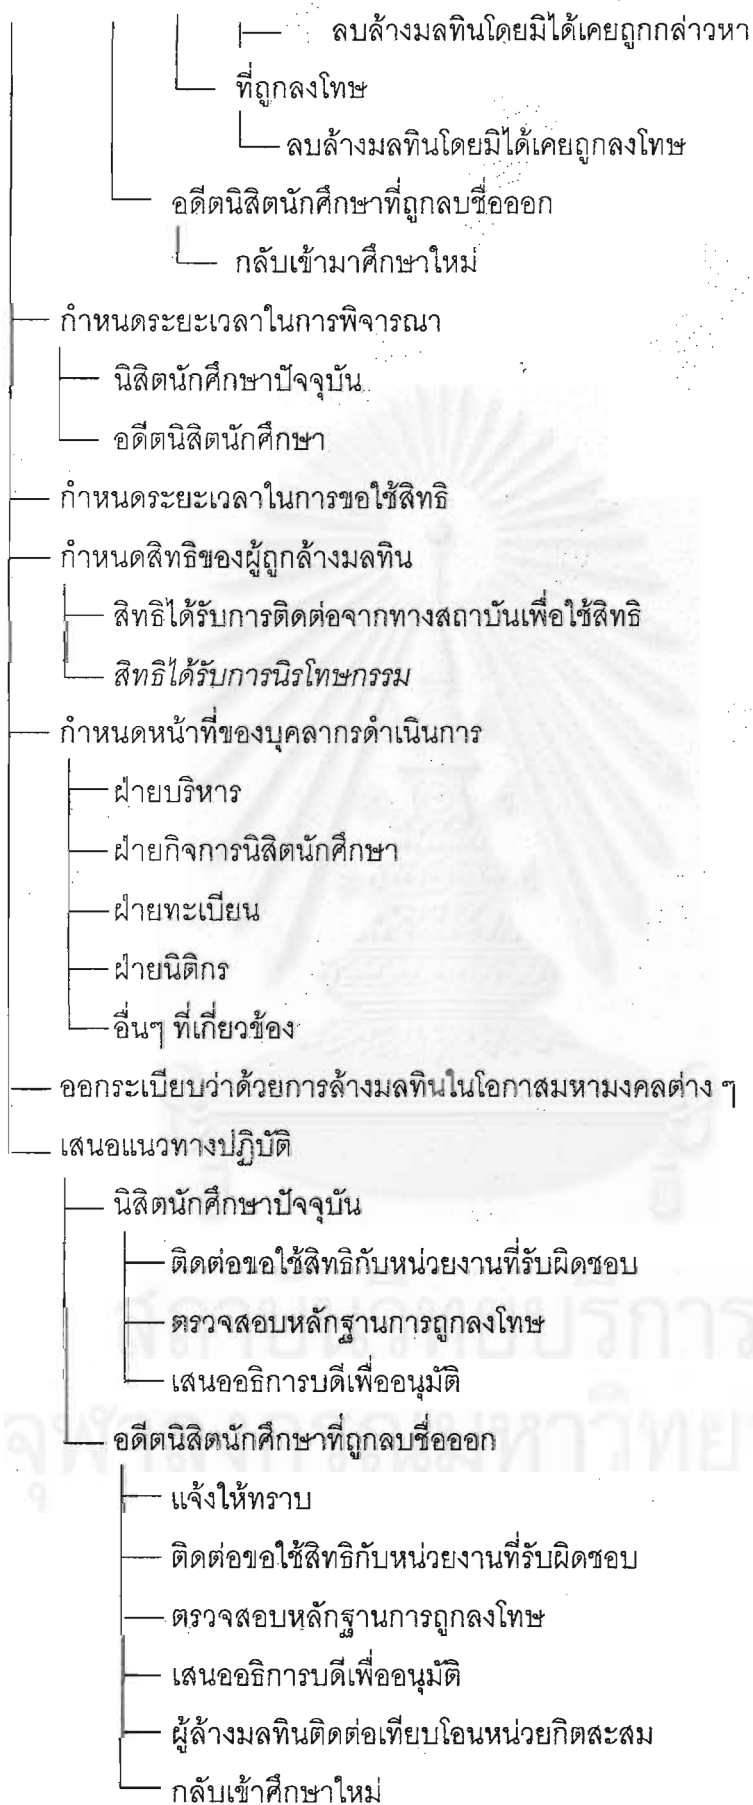 ลบล้างมลทินโดยมิได้เคยถูกกล่าวหา
ที่ถูกลงโทษ
ลบล้างมลทินโดยมิได้เคยถูกลงโทษ
อดีตนิสิตนักศึกษาที่ถูกลบชื่อออก
กลับเข้ามาศึกษาใหม่
กำหนดระยะเวลาในการพิจารณา
นิสิตนักศึกษาปัจจุบัน
อดีตนิสิตนักศึกษา
กำหนดระยะเวลาในการขอใช้สิทธิ
กำหนดสิทธิของผู้ถูกล้างมลทิน
สิทธิได้รับการติดต่อจากทางสถาบันเพื่อใช้สิทธิ
สิทธิได้รับการนิรโทษกรรม
กำหนดหน้าที่ของบุคลากรดำเนินการ
ฝ่ายบริหาร
ฝ่ายกิจการนิสิตนักศึกษา
ฝ่ายทะเบียน
ฝ่ายนิติกร
อื่นๆ ที่เกี่ยวข้อง
ออกระเบียบว่าด้วยการล้างมลทินในโอกาสมหามงคลต่าง ๆ
เสนอแนวทางปฏิบัติ
นิสิตนักศึกษาปัจจุบัน
ติดต่อขอใช้สิทธิกับหน่วยงานที่รับผิดชอบ
ตรวจสอบหลักฐานการถูกลงโทษ
เสนออธิการบดีเพื่ออนุมัติ
อดีตนิสิตนักศึกษาที่ถูกลบชื่อออก
แจ้งให้ทราบ
ติดต่อขอใช้สิทธิกับหน่วยงานที่รับผิดชอบ
ตรวจสอบหลักฐานการถูกลงโทษ
เสนออธิการบดีเพื่ออนุมัติ
ผู้ล้างมลทินติดต่อเทียบโอนหน่วยกิตสะสม
กลับเข้าศึกษาใหม่